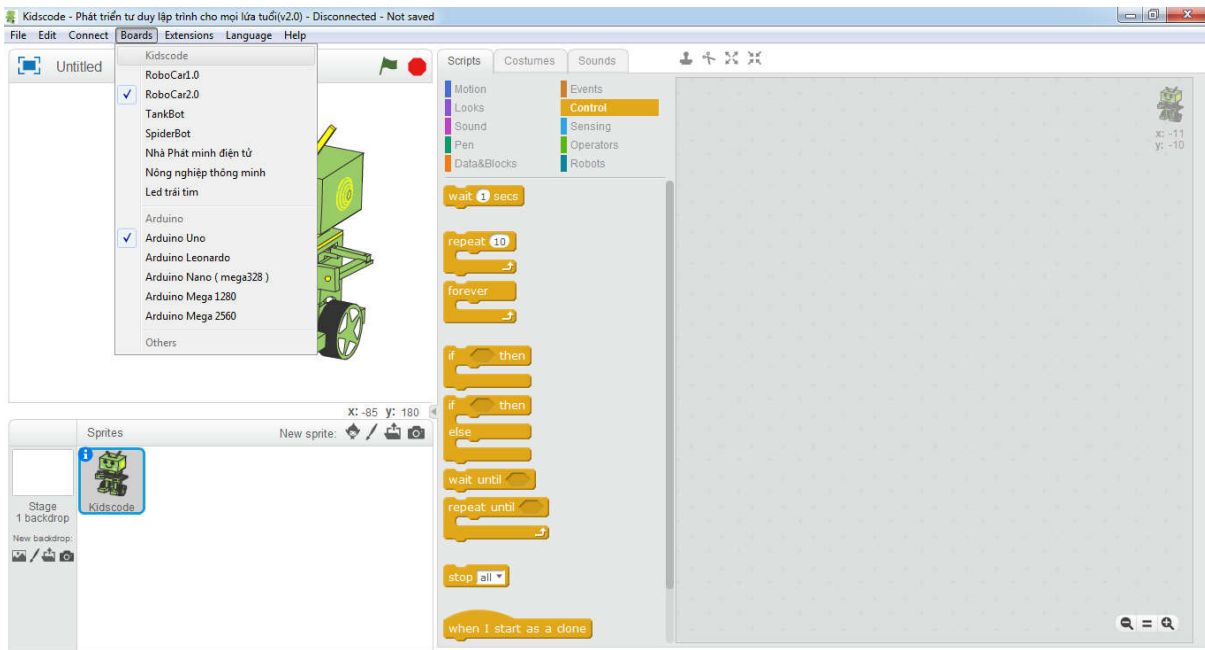 Kidscode - Phát triển tư duy lập trình cho mọi lứa tuổi(v2.0) - Disconnected - Not saved
File Edit Connect Boards Extensions Language Help
Untitled
Kidscode
RoboCar1.0
RoboCar2.0
TankBot
SpiderBot
Nhà Phát minh điện tử
Nông nghiệp thông minh
Led trái tim
Arduino
Arduino Uno
Arduino Leonardo
Arduino Nano ( mega328 )
Arduino Mega 1280
Arduino Mega 2560
Others
X: -85 y: 180
Sprites New sprite:
Stage
1 backdrop
New backdrop:
Kidscode
Scripts Costumes Sounds
Motion Events
Looks Control
Sound Sensing
Pen Operators
Data&Blocks Robots
wait 1 secs
repeat 10
forever
if then
if then
else
wait until
repeat until
stop all
when I start as a clone
x: -11
y: -10